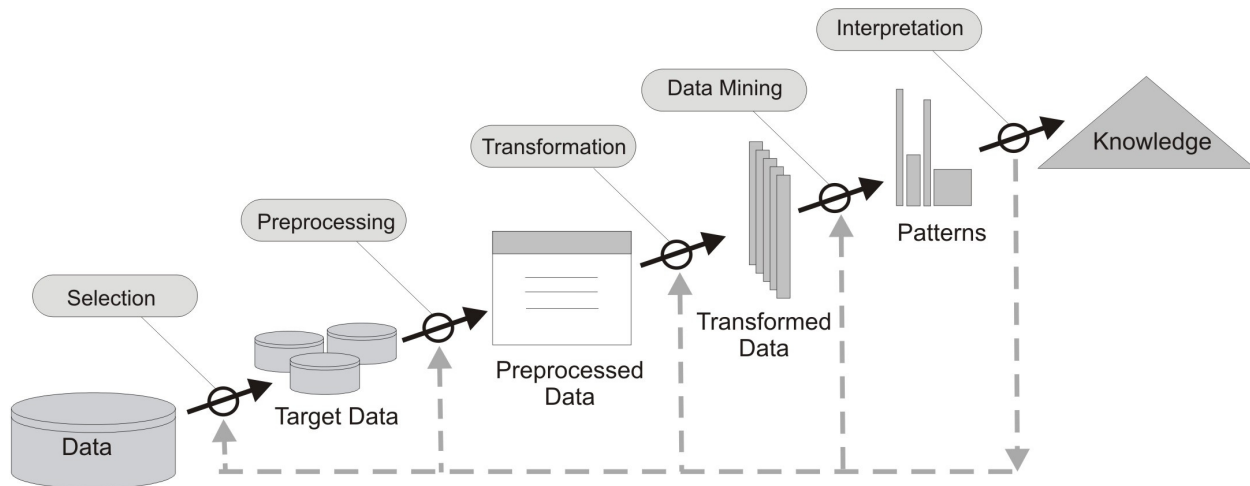 Interpretation
Data Mining
Knowledge
Transformation
Preprocessing
Patterns
Selection
Transformed
Data
Preprocessed
Data
Target Data
Data